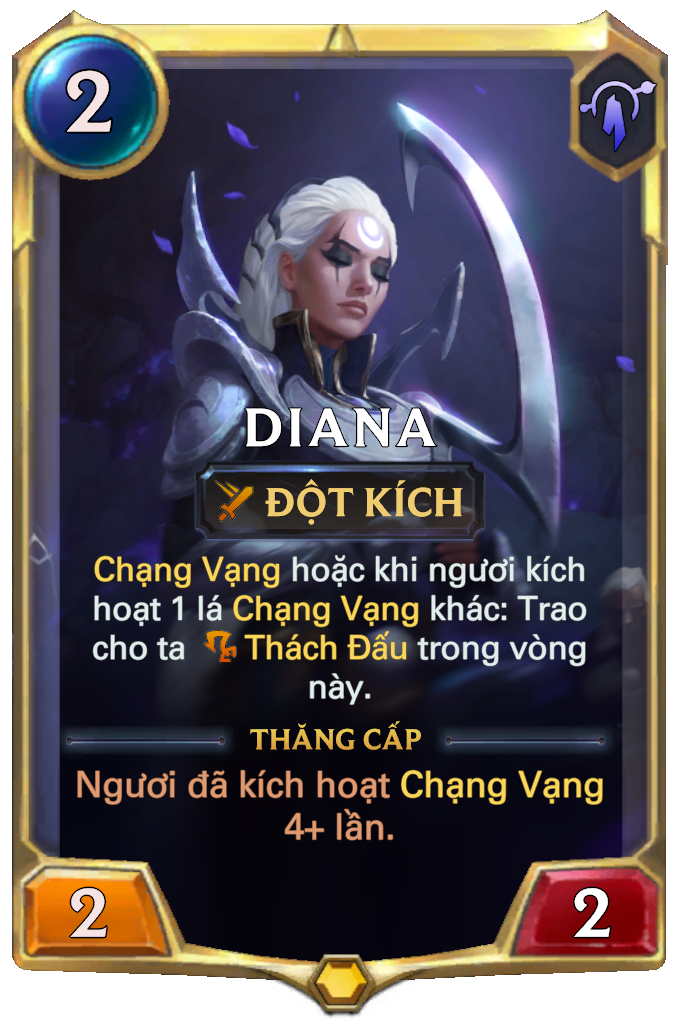 2
DIANA
ĐỘT KÍCH
Chạng Vạng hoặc khi ngươi kích
hoạt 1 lá Chạng Vạng khác: Trao
cho ta Thách Đấu trong vòng
này.
THĂNG CẤP
Ngươi đã kích hoạt Chạng Vạng
4+ lần.
2 2